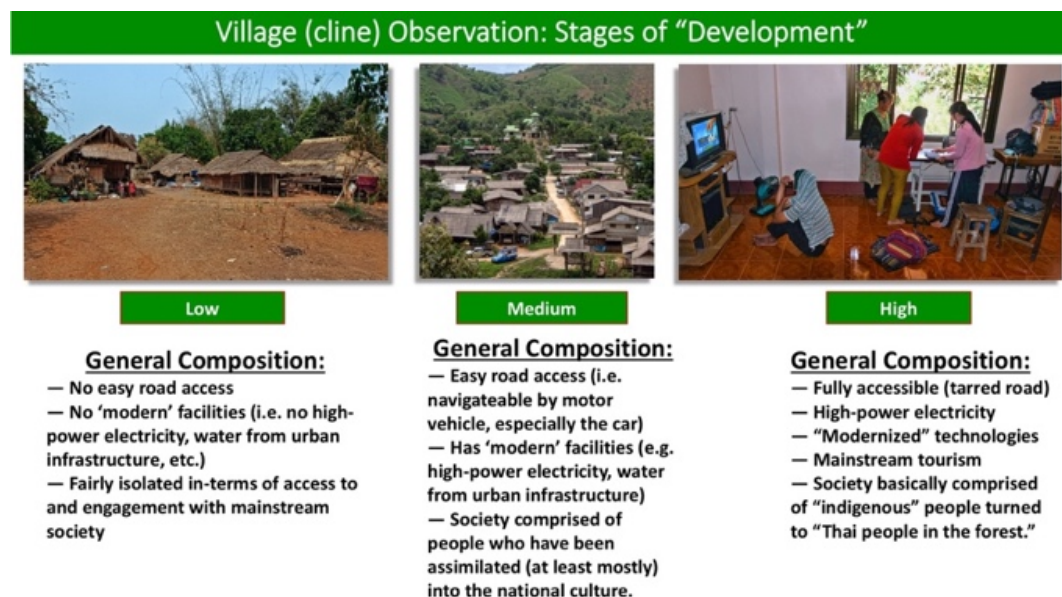 Village (cline) Observation: Stages of “Development”
Low
General Composition:
— No easy road access
— No ‘modern’ facilities (i.e. no high-
power electricity, water from urban
infrastructure, etc.)
— Fairly isolated in-terms of access to
and engagement with mainstream
society
Medium
General Composition:
— Easy road access (i.e.
navigateable by motor
vehicle, especially the car)
— Has ‘modern’ facilities (e.g.
high-power electricity, water
from urban infrastructure)
— Society comprised of
people who have been
assimilated (at least mostly)
into the national culture.
High
General Composition:
— Fully accessible (tarred road)
— High-power electricity
— “Modernized” technologies
— Mainstream tourism
— Society basically comprised
of “indigenous” people turned
to “Thai people in the forest.”